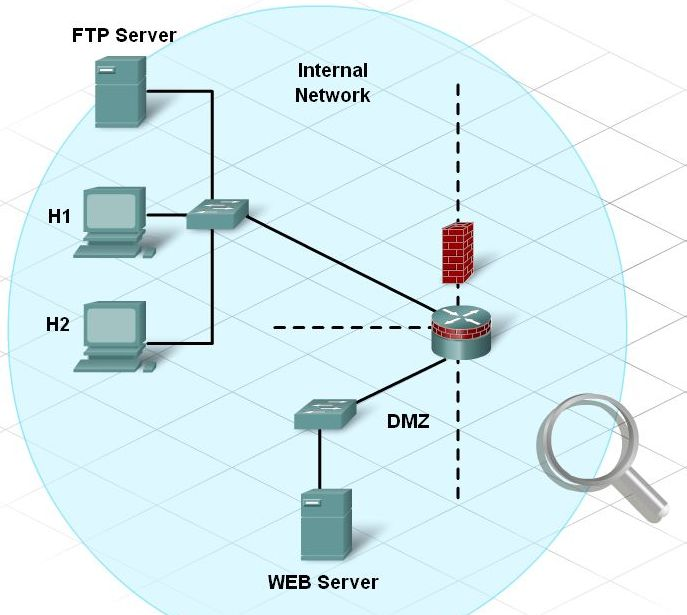 FTP Server
Internal
Network
H1
H2
DMZ
WEB Server